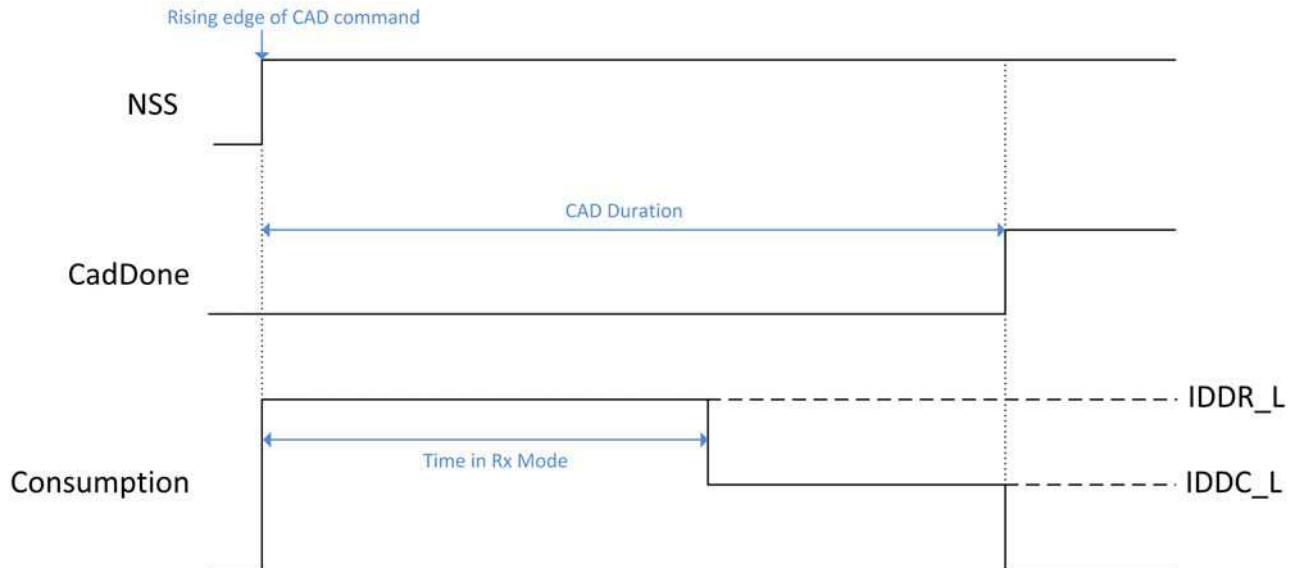 Rising edge of CAD command
NSS
CAD Duration
CadDone
IDDR_L
Time in Rx Mode
Consumption
IDDC_L